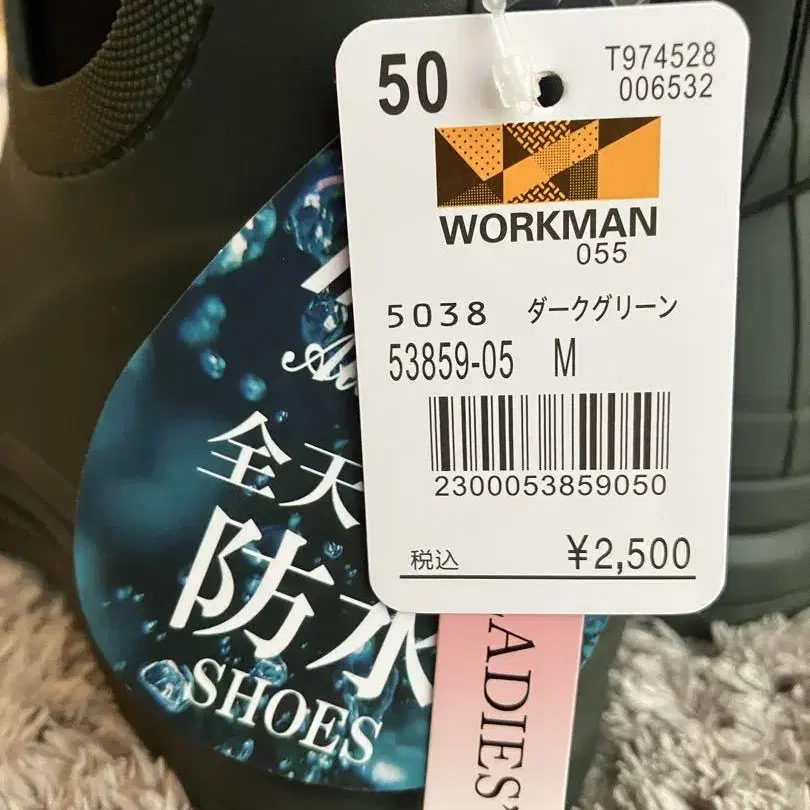 50
T974528
006532
WORKMAN
055
5038 ダークグリーン
53859-05 M
2300053859050
税込 ¥2,500
全天
防水
SHOES
LADIES'